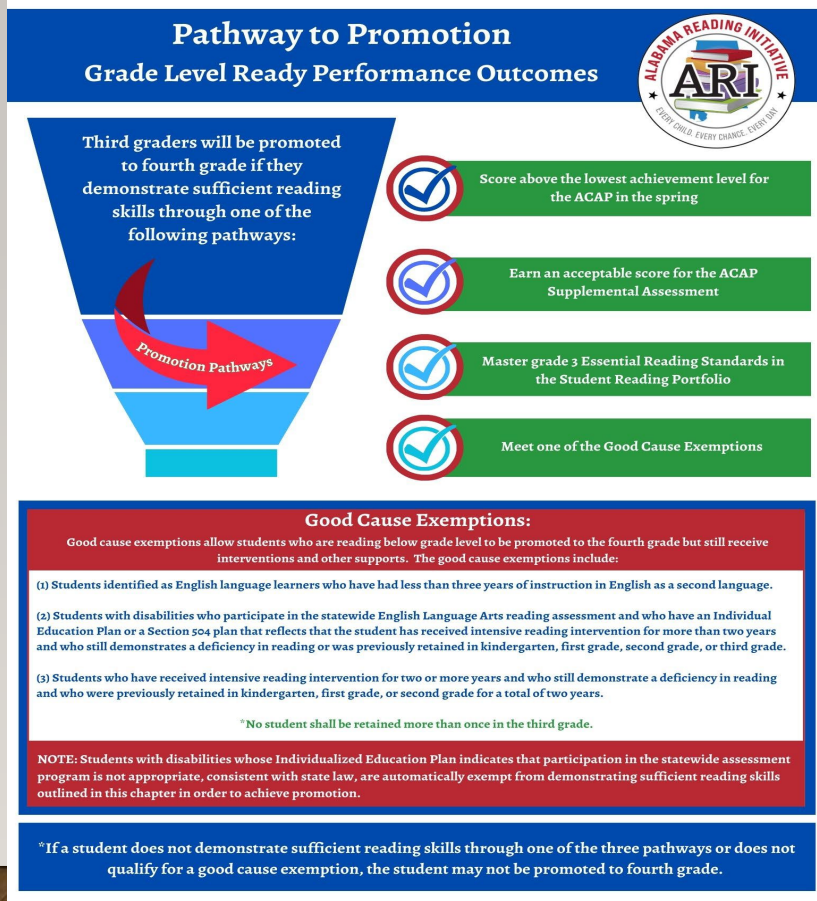 Pathway to Promotion
Grade Level Ready Performance Outcomes
ALABAMA READING INITIATIVE
ARI
EVERY CHILD. EVERY CHANCE. EVERY DAY
Third graders will be promoted
to fourth grade if they
demonstrate sufficient reading
skills through one of the
following pathways:
Promotion Pathways
Score above the lowest achievement level for
the ACAP in the spring
Earn an acceptable score for the ACAP
Supplemental Assessment
Master grade 3 Essential Reading Standards in
the Student Reading Portfolio
Meet one of the Good Cause Exemptions
Good Cause Exemptions:
Good cause exemptions allow students who are reading below grade level to be promoted to the fourth grade but still receive
interventions and other supports. The good cause exemptions include:
(1) Students identified as English language learners who have had less than three years of instruction in English as a second language.
(2) Students with disabilities who participate in the statewide English Language Arts reading assessment and who have an Individual
Education Plan or a Section 504 plan that reflects that the student has received intensive reading intervention for more than two years
and who still demonstrates a deficiency in reading or was previously retained in kindergarten, first grade, second grade, or third grade.
(3) Students who have received intensive reading intervention for two or more years and who still demonstrate a deficiency in reading
and who were previously retained in kindergarten, first grade, or second grade for a total of two years.
*No student shall be retained more than once in the third grade.
NOTE: Students with disabilities whose Individualized Education Plan indicates that participation in the statewide assessment
program is not appropriate, consistent with state law, are automatically exempt from demonstrating sufficient reading skills
outlined in this chapter in order to achieve promotion.
*If a student does not demonstrate sufficient reading skills through one of the three pathways or does not
qualify for a good cause exemption, the student may not be promoted to fourth grade.